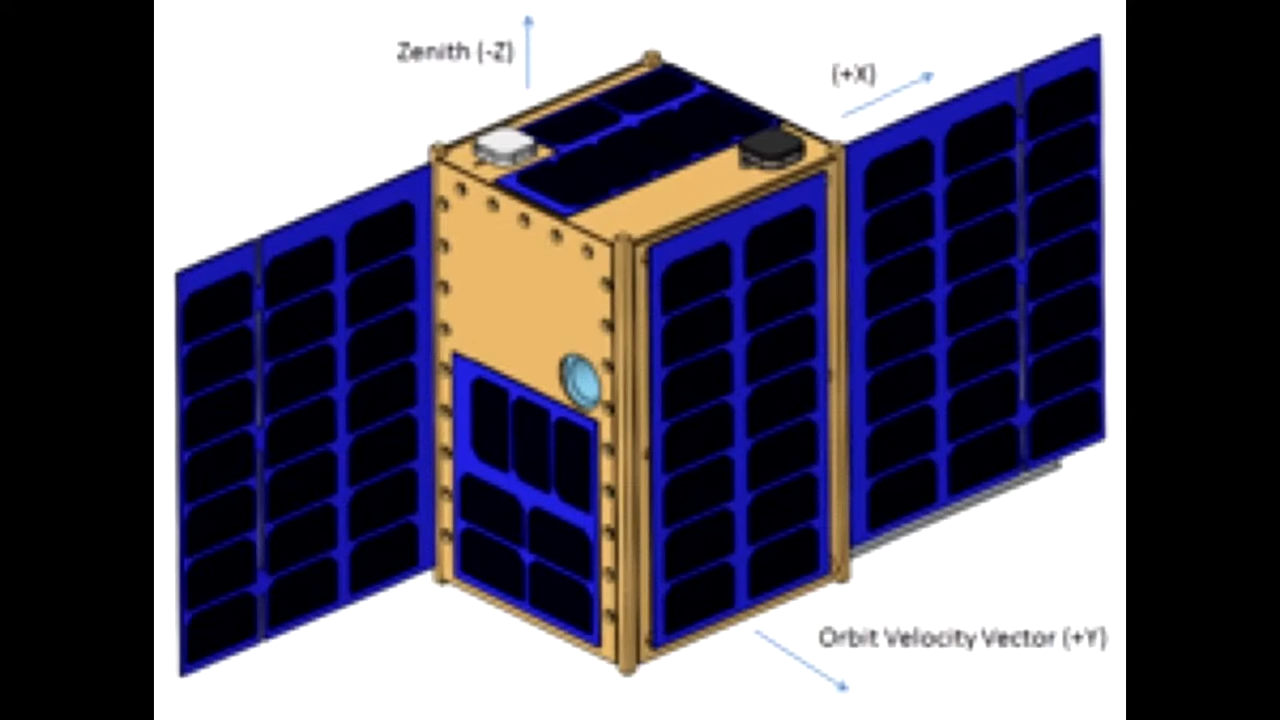 Zenith (-Z)
(+X)
Orbit Velocity Vector (+Y)